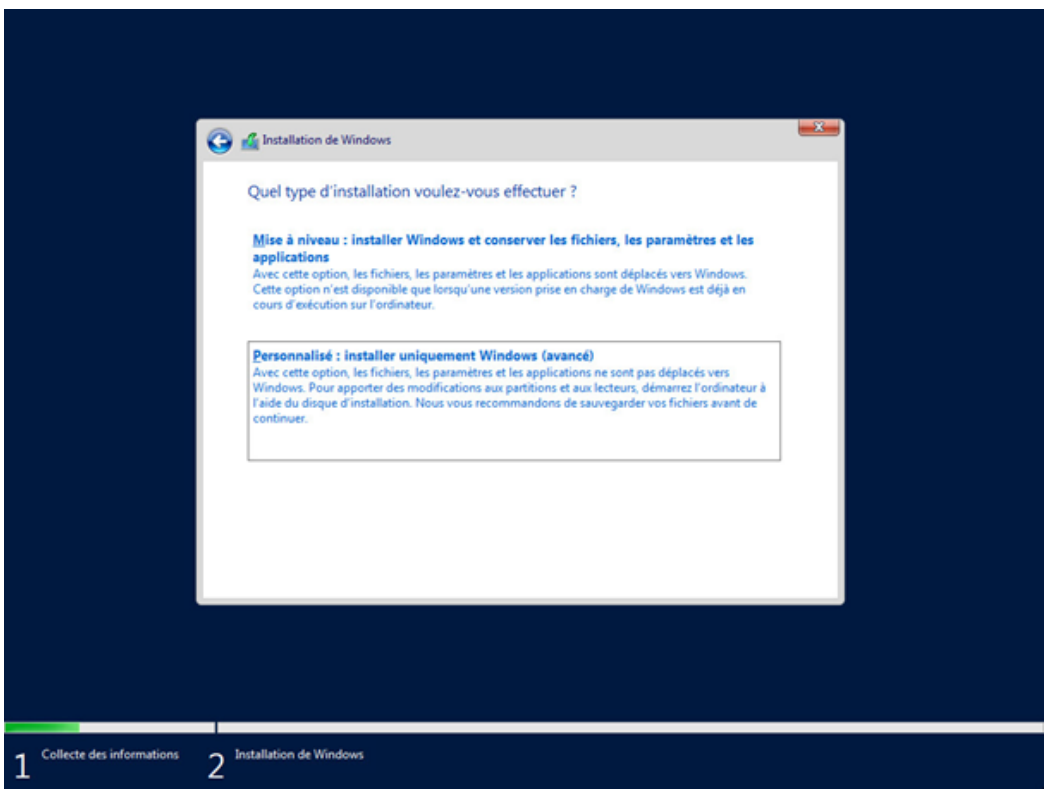 Installation de Windows
Quel type d'installation voulez-vous effectuer ?
Mise à niveau : installer Windows et conserver les fichiers, les paramètres et les
applications
Avec cette option, les fichiers, les paramètres et les applications sont déplacés vers Windows.
Cette option n'est disponible que lorsqu'une version prise en charge de Windows est déjà en
cours d'exécution sur l'ordinateur.
Personnalisé : installer uniquement Windows (avancé)
Avec cette option, les fichiers, les paramètres et les applications ne sont pas déplacés vers
Windows. Pour apporter des modifications aux partitions et aux lecteurs, démarrez l'ordinateur à
l'aide du disque d'installation. Nous vous recommandons de sauvegarder vos fichiers avant de
continuer.
1 Collecte des informations 2 Installation de Windows